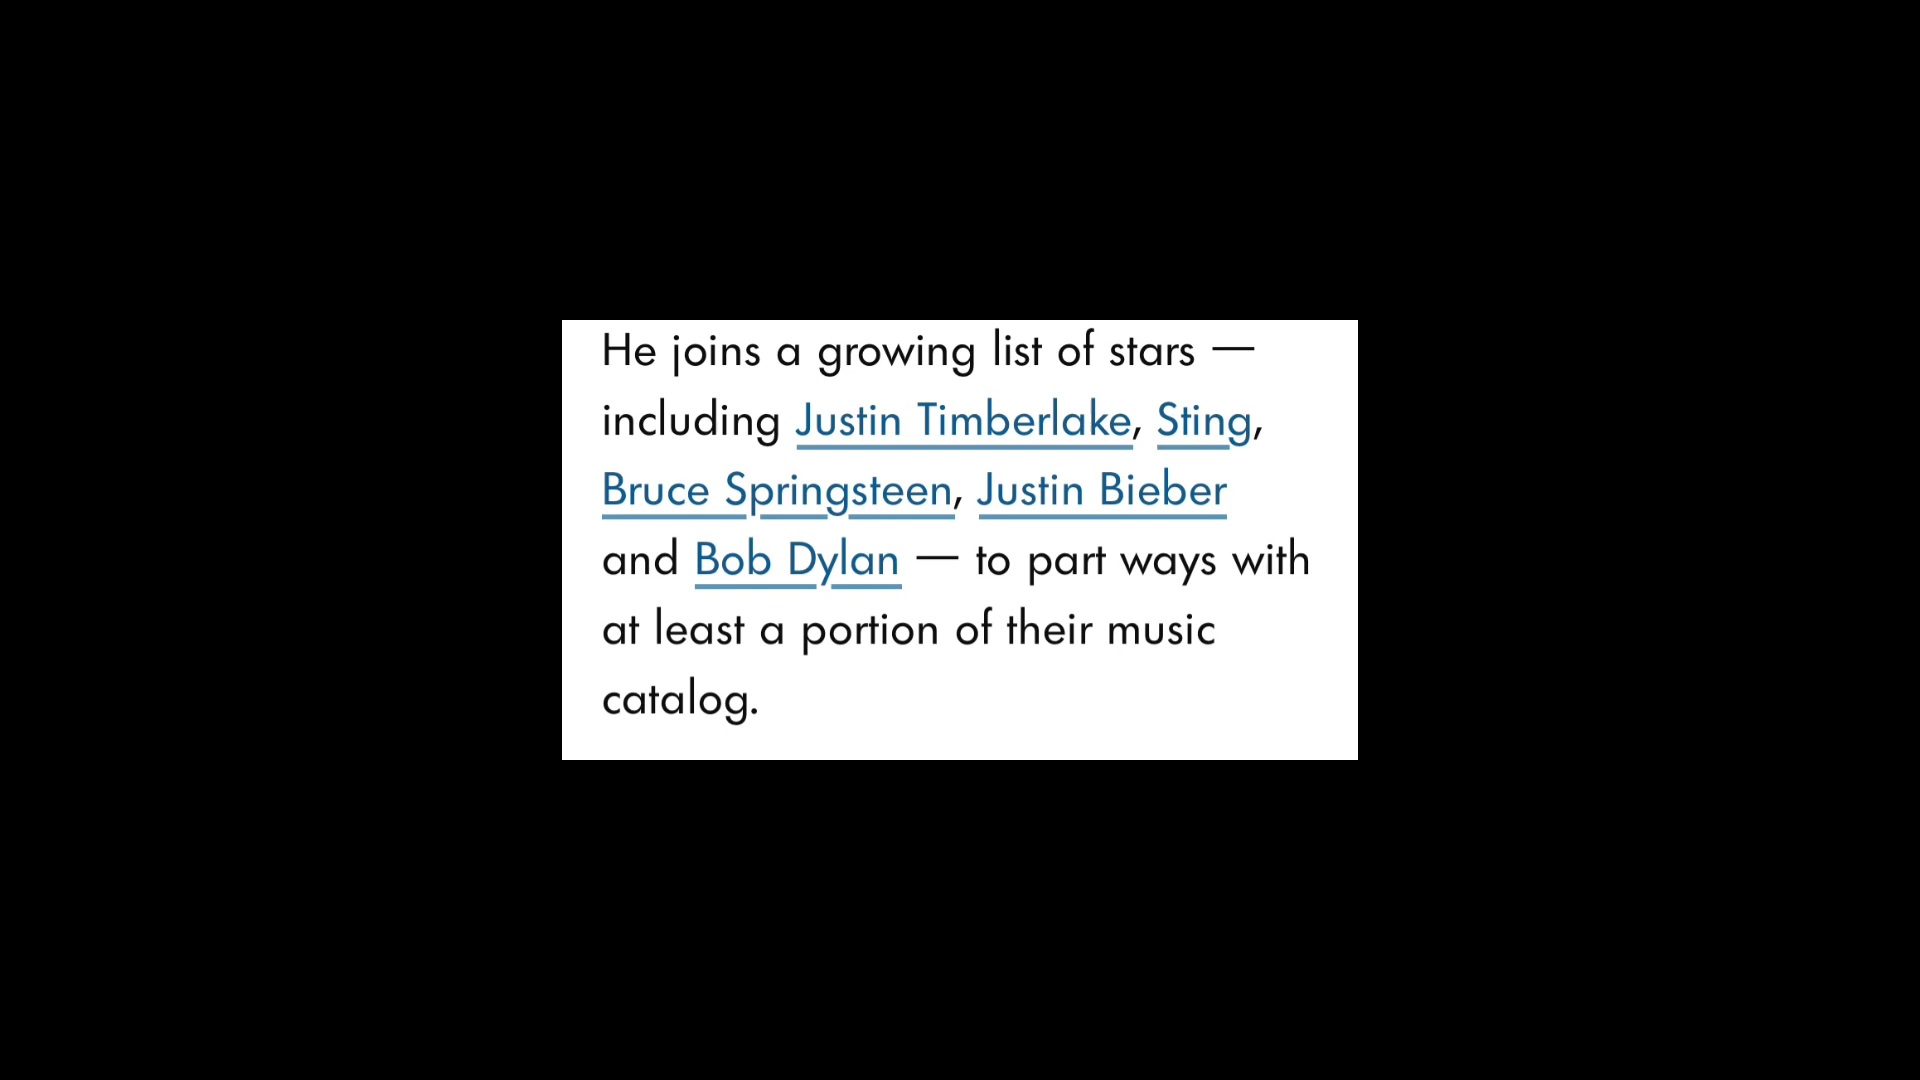 He joins a growing list of stars —
including Justin Timberlake, Sting,
Bruce Springsteen, Justin Bieber
and Bob Dylan — to part ways with
at least a portion of their music
catalog.